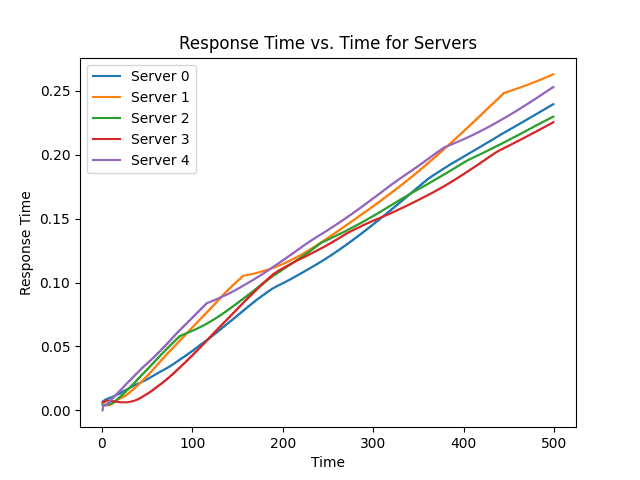 Response Time vs. Time for Servers
Response Time
0.25
0.20
0.15
0.10
0.05
0.00
Server 0
Server 1
Server 2
Server 3
Server 4
0 100 200 300 400 500
Time